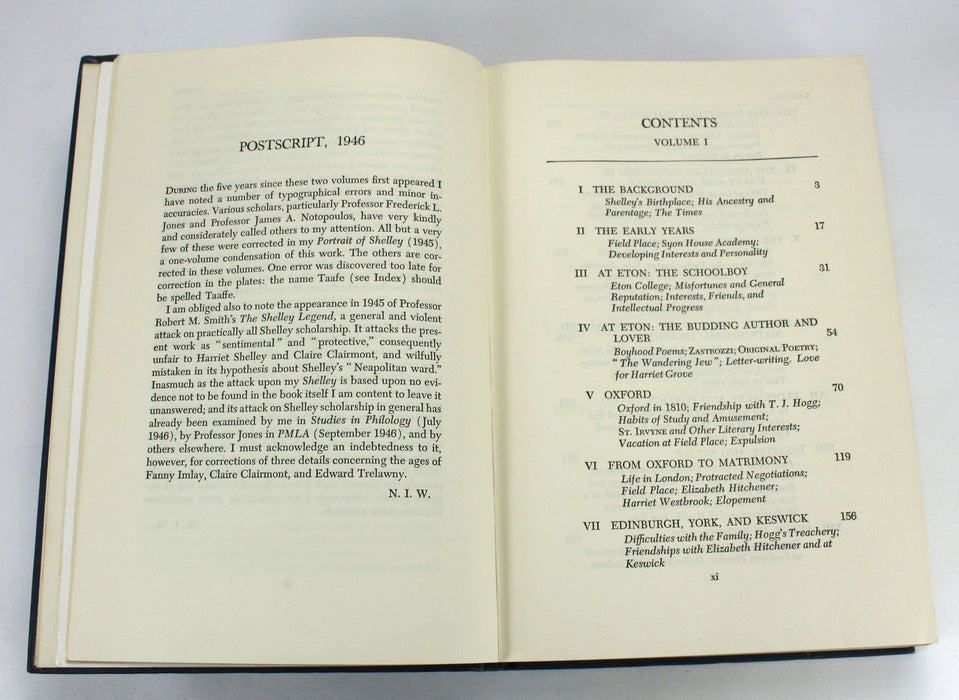 POSTSCRIPT, 1946
DURING the five years since these two volumes first appeared I
have noted a number of typographical errors and minor in-
accuracies. Various scholars, particularly Professor Frederick L.
Jones and Professor James A. Notopoulos, have very kindly
and considerately called others to my attention. All but a very
few of these were corrected in my Portrait of Shelley (1945),
a one-volume condensation of this work. The others are cor-
rected in these volumes. One error was discovered too late for
correction in the plates: the name Taafe (see Index) should
be spelled Taaffe.
I am obliged also to note the appearance in 1945 of Professor
Robert M. Smith's The Shelley Legend, a general and violent
attack on practically all Shelley scholarship. It attacks the pres-
ent work as "sentimental" and "protective," consequently
unfair to Harriet Shelley and Claire Clairmont, and wilfully
mistaken in its hypothesis about Shelley's "Neapolitan ward."
Inasmuch as the attack upon my Shelley is based upon no evi-
dence not to be found in the book itself I am content to leave it
unanswered; and its attack on Shelley scholarship in general has
already been examined by me in Studies in Philology (July
1946), by Professor Jones in PMLA (September 1946), and by
others elsewhere. I must acknowledge an indebtedness to it,
however, for corrections of three details concerning the ages of
Fanny Imlay, Claire Clairmont, and Edward Trelawny.
N. I. W.
CONTENTS
VOLUME I
I THE BACKGROUND 3
Shelley's Birthplace; His Ancestry and
Parentage; The Times
II THE EARLY YEARS 17
Field Place; Syon House Academy;
Developing Interests and Personality
III AT ETON: THE SCHOOLBOY 31
Eton College; Misfortunes and General
Reputation; Interests, Friends, and
Intellectual Progress
IV AT ETON: THE BUDDING AUTHOR AND
LOVER 54
Boyhood Poems; ZASTROZZI; ORIGINAL POETRY;
"The Wandering Jew"; Letter-writing. Love
for Harriet Grove
V OXFORD 70
Oxford in 1810; Friendship with T. J. Hogg;
Habits of Study and Amusement;
ST. IRVYNE and Other Literary Interests;
Vacation at Field Place; Expulsion
VI FROM OXFORD TO MATRIMONY 119
Life in London; Protracted Negotiations;
Field Place; Elizabeth Hitchener;
Harriet Westbrook; Elopement
VII EDINBURGH, YORK, AND KESWICK 156
Difficulties with the Family; Hogg's Treachery;
Friendships with Elizabeth Hitchener and at
Keswick
xi